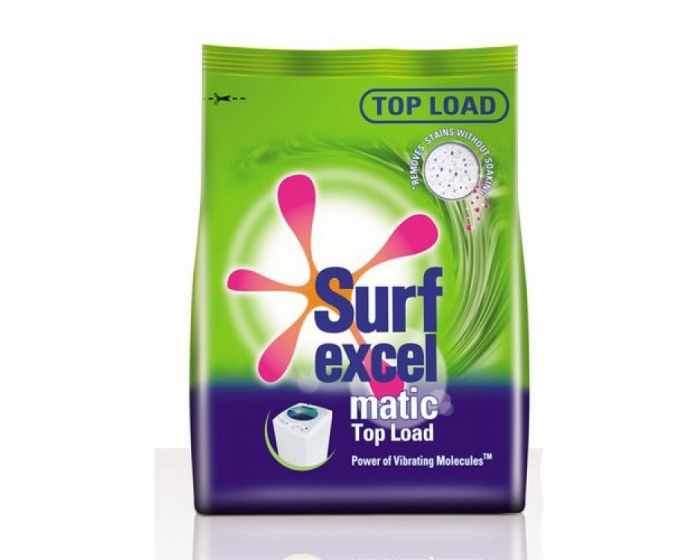 TOP LOAD
*REMOVES STAINS WITHOUT SOAKING
Surf
excel
matic
Top Load
Power of Vibrating Molecules™